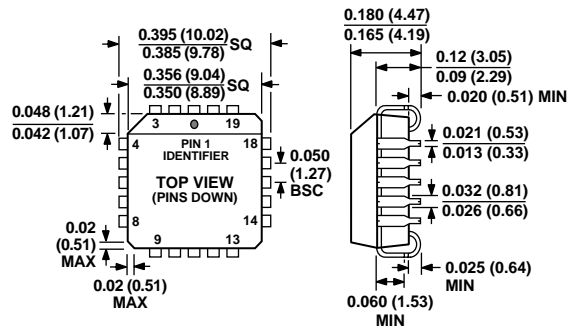 0.395 (10.02)
0.385 (9.78)
SQ
0.356 (9.04)
0.350 (8.89)
SQ
0.048 (1.21)
0.042 (1.07)
3
19
4
PIN 1
IDENTIFIER
18
TOP VIEW
(PINS DOWN)
0.050
(1.27)
BSC
8
14
9
13
0.02
(0.51)
MAX
0.02 (0.51)
MAX
0.180 (4.47)
0.165 (4.19)
0.12 (3.05)
0.09 (2.29)
0.020 (0.51) MIN
0.021 (0.53)
0.013 (0.33)
0.032 (0.81)
0.026 (0.66)
0.025 (0.64)
MIN
0.060 (1.53)
MIN